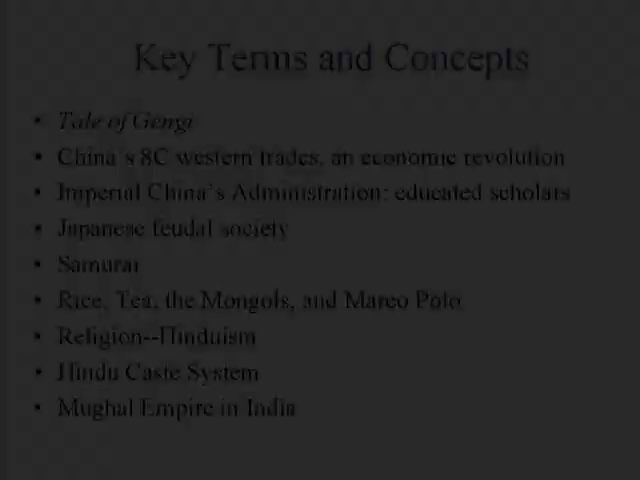 Key Terms and Concepts
• Tale of Gengi
• China's 8C western trades, an economic revolution
• Imperial China's Administration: educated scholars
• Japanese feudal society
• Samurai
• Rice, Tea, the Mongols, and Marco Polo
• Religion--Hinduism
• Hindu Caste System
• Mughal Empire in India